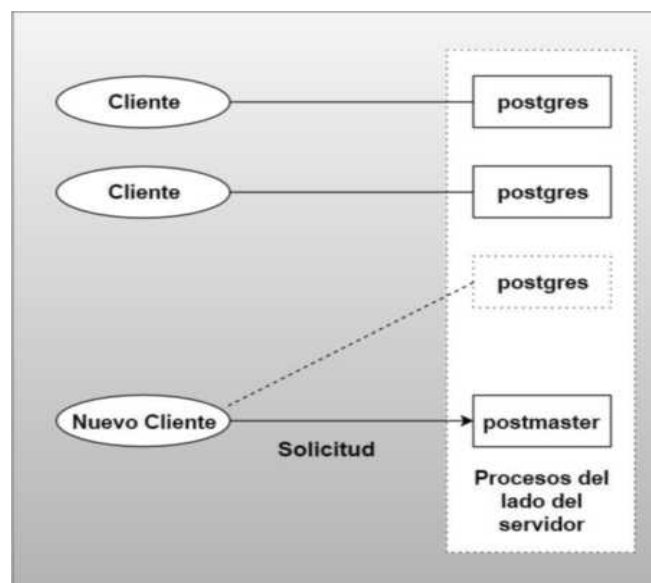 Cliente
postgres
Cliente
postgres
postgres
Nuevo Cliente
Solicitud
postmaster
Procesos del
lado del
servidor